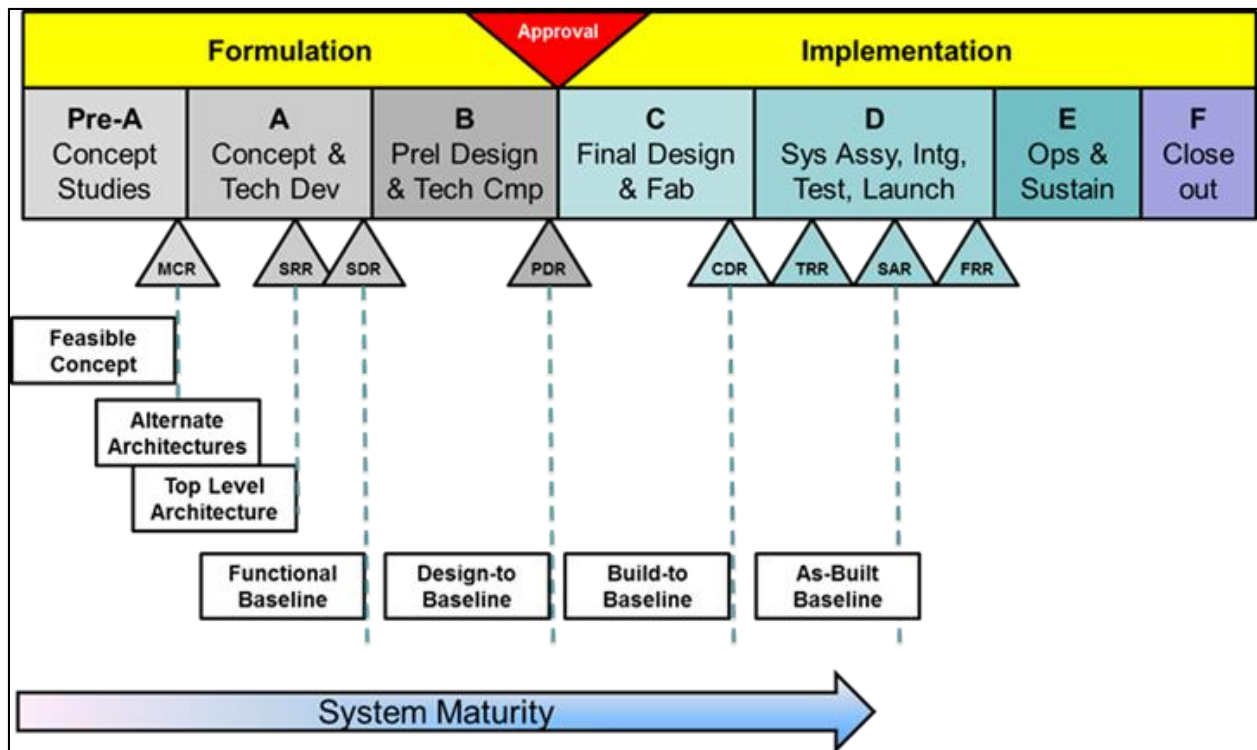 Approval
Formulation
Implementation
Pre-A
Concept
Studies
A
Concept &
Tech Dev
B
Prel Design
& Tech Cmp
C
Final Design
& Fab
D
Sys Assy, Intg,
Test, Launch
E
Ops &
Sustain
F
Close
out
MCR
SRR
SDR
PDR
CDR
TRR
SAR
FRR
Feasible
Concept
Alternate
Architectures
Top Level
Architecture
Functional
Baseline
Design-to
Baseline
Build-to
Baseline
As-Built
Baseline
System Maturity